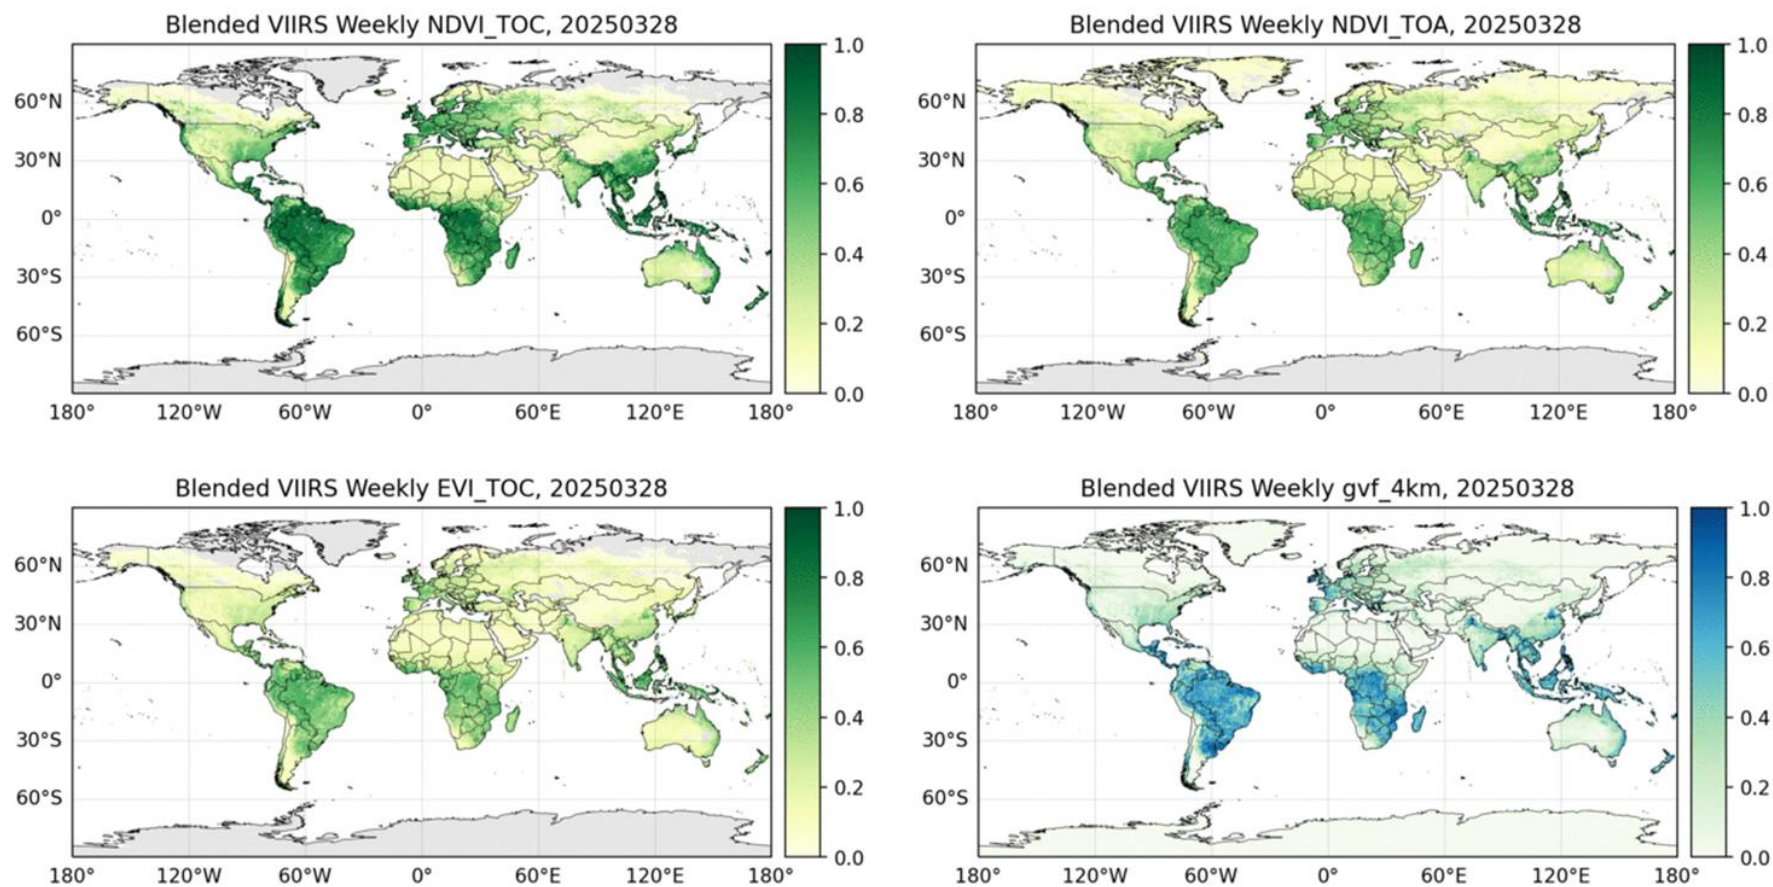 Blended VIIRS Weekly NDVI_TOC, 20250328
60°N
30°N
0°
30°S
60°S
180°
120°W
60°W
0°
60°E
120°E
180°
1.0
0.8
0.6
0.4
0.2
0.0
Blended VIIRS Weekly NDVI_TOA, 20250328
60°N
30°N
0°
30°S
60°S
180°
120°W
60°W
0°
60°E
120°E
180°
1.0
0.8
0.6
0.4
0.2
0.0
Blended VIIRS Weekly EVI_TOC, 20250328
60°N
30°N
0°
30°S
60°S
180°
120°W
60°W
0°
60°E
120°E
180°
1.0
0.8
0.6
0.4
0.2
0.0
Blended VIIRS Weekly gvf_4km, 20250328
60°N
30°N
0°
30°S
60°S
180°
120°W
60°W
0°
60°E
120°E
180°
1.0
0.8
0.6
0.4
0.2
0.0